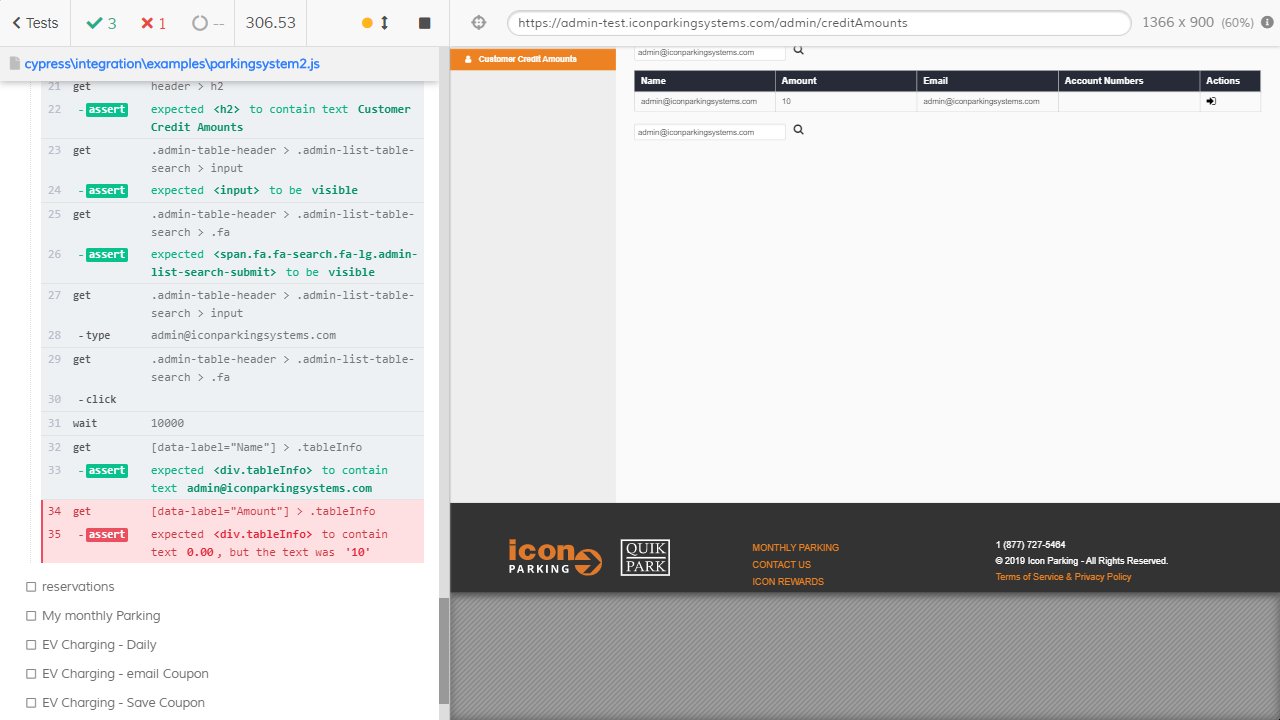 Tests
3
1
--
306.53
https://admin-test.iconparkingsystems.com/admin/creditAmounts
1366 x 900 (60%)
cypress\integration\examples\parkingsystem2.js
21 get header > h2
22 - assert expected <h2> to contain text Customer
Credit Amounts
23 get .admin-table-header > .admin-list-table-
search > input
24 - assert expected <input> to be visible
25 get .admin-table-header > .admin-list-table-
search > .fa
26 - assert expected <span.fa.fa-search.fa-lg.admin-
list-search-submit> to be visible
27 get .admin-table-header > .admin-list-table-
search > input
28 - type admin@iconparkingsystems.com
29 get .admin-table-header > .admin-list-table-
search > .fa
30 - click
31 wait 10000
32 get [data-label="Name"] > .tableInfo
33 - assert expected <div.tableInfo> to contain
text admin@iconparkingsystems.com
34 get [data-label="Amount"] > .tableInfo
35 - assert expected <div.tableInfo> to contain
text 0.00, but the text was '10'
reservations
My monthly Parking
EV Charging - Daily
EV Charging - email Coupon
EV Charging - Save Coupon
Customer Credit Amounts
admin@iconparkingsystems.com
Name Amount Email Account Numbers Actions
admin@iconparkingsystems.com 10 admin@iconparkingsystems.com
admin@iconparkingsystems.com
icon
PARKING
QUIK
PARK
MONTHLY PARKING
CONTACT US
ICON REWARDS
1 (877) 727-5464
© 2019 Icon Parking - All Rights Reserved.
Terms of Service & Privacy Policy